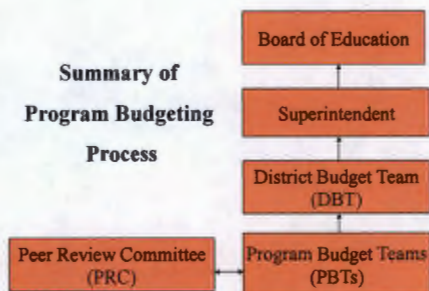 Board of Education
Summary of
Program Budgeting
Process
Superintendent
District Budget Team
(DBT)
Peer Review Committee
(PRC)
Program Budget Teams
(PBTs)